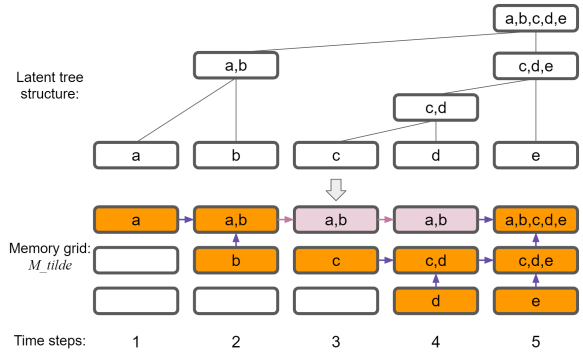 a,b,c,d,e
a,b
c,d,e
Latent tree
structure:
c,d
a b c d e
a a,b a,b a,b a,b,c,d,e
Memory grid:
M_tilde
b c c,d c,d,e
d e
Time steps: 1 2 3 4 5